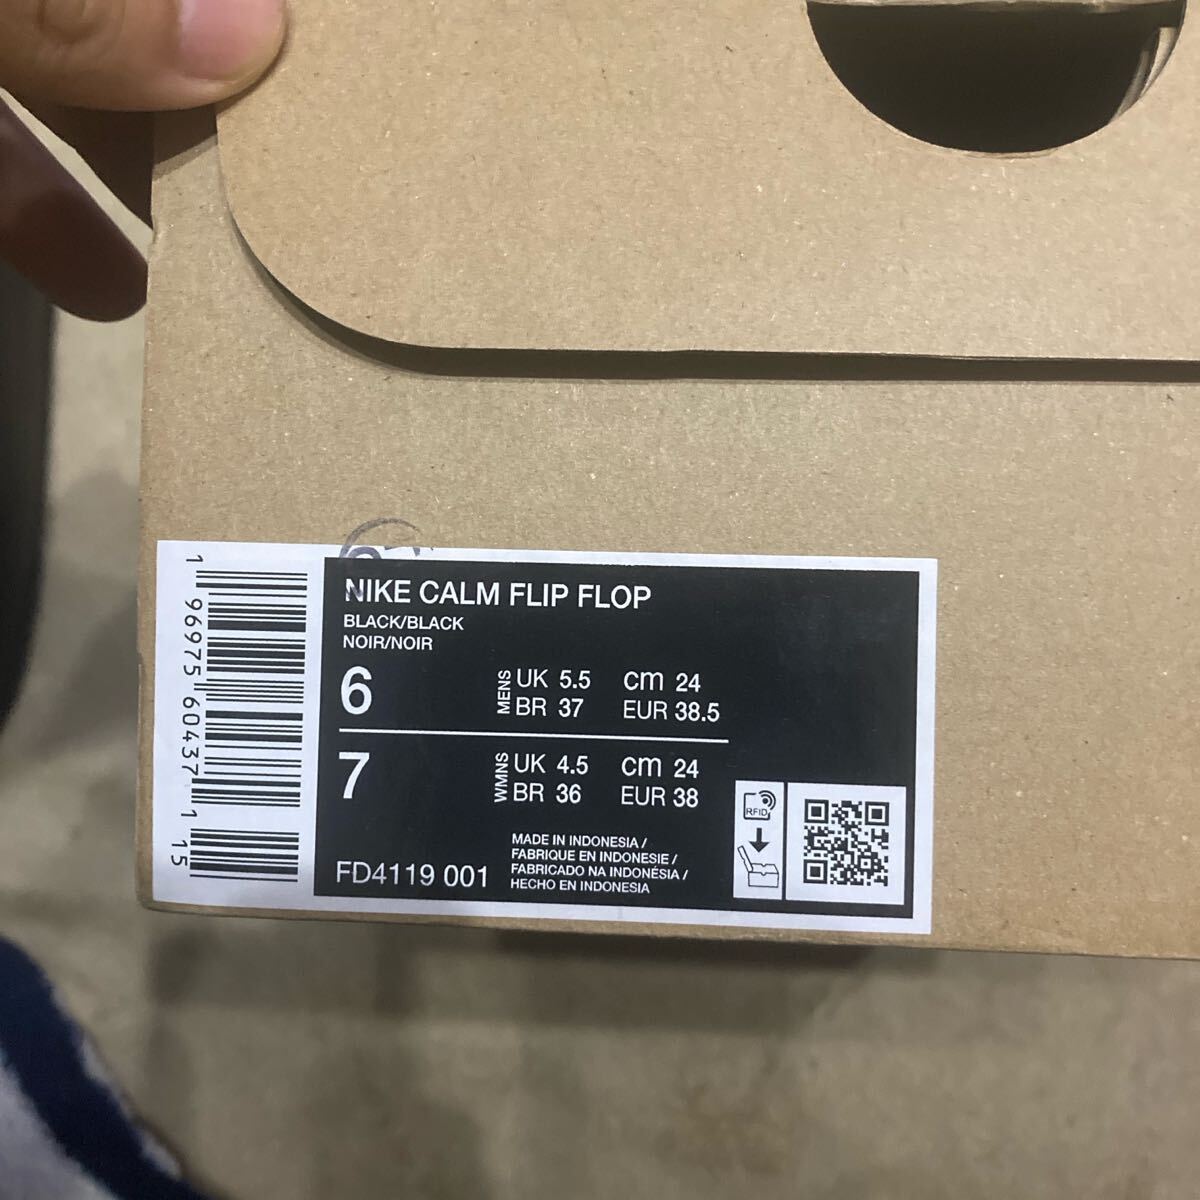 NIKE CALM FLIP FLOP
BLACK/BLACK
NOIR/NOIR
6 MENS UK 5.5 cm 24
BR 37 EUR 38.5
7 WMNS UK 4.5 cm 24
BR 36 EUR 38
FD4119 001
MADE IN INDONESIA /
FABRIQUE EN INDONESIE /
FABRICADO NA INDONÉSIA /
HECHO EN INDONESIA
RFID
1 96975 60437 1 15